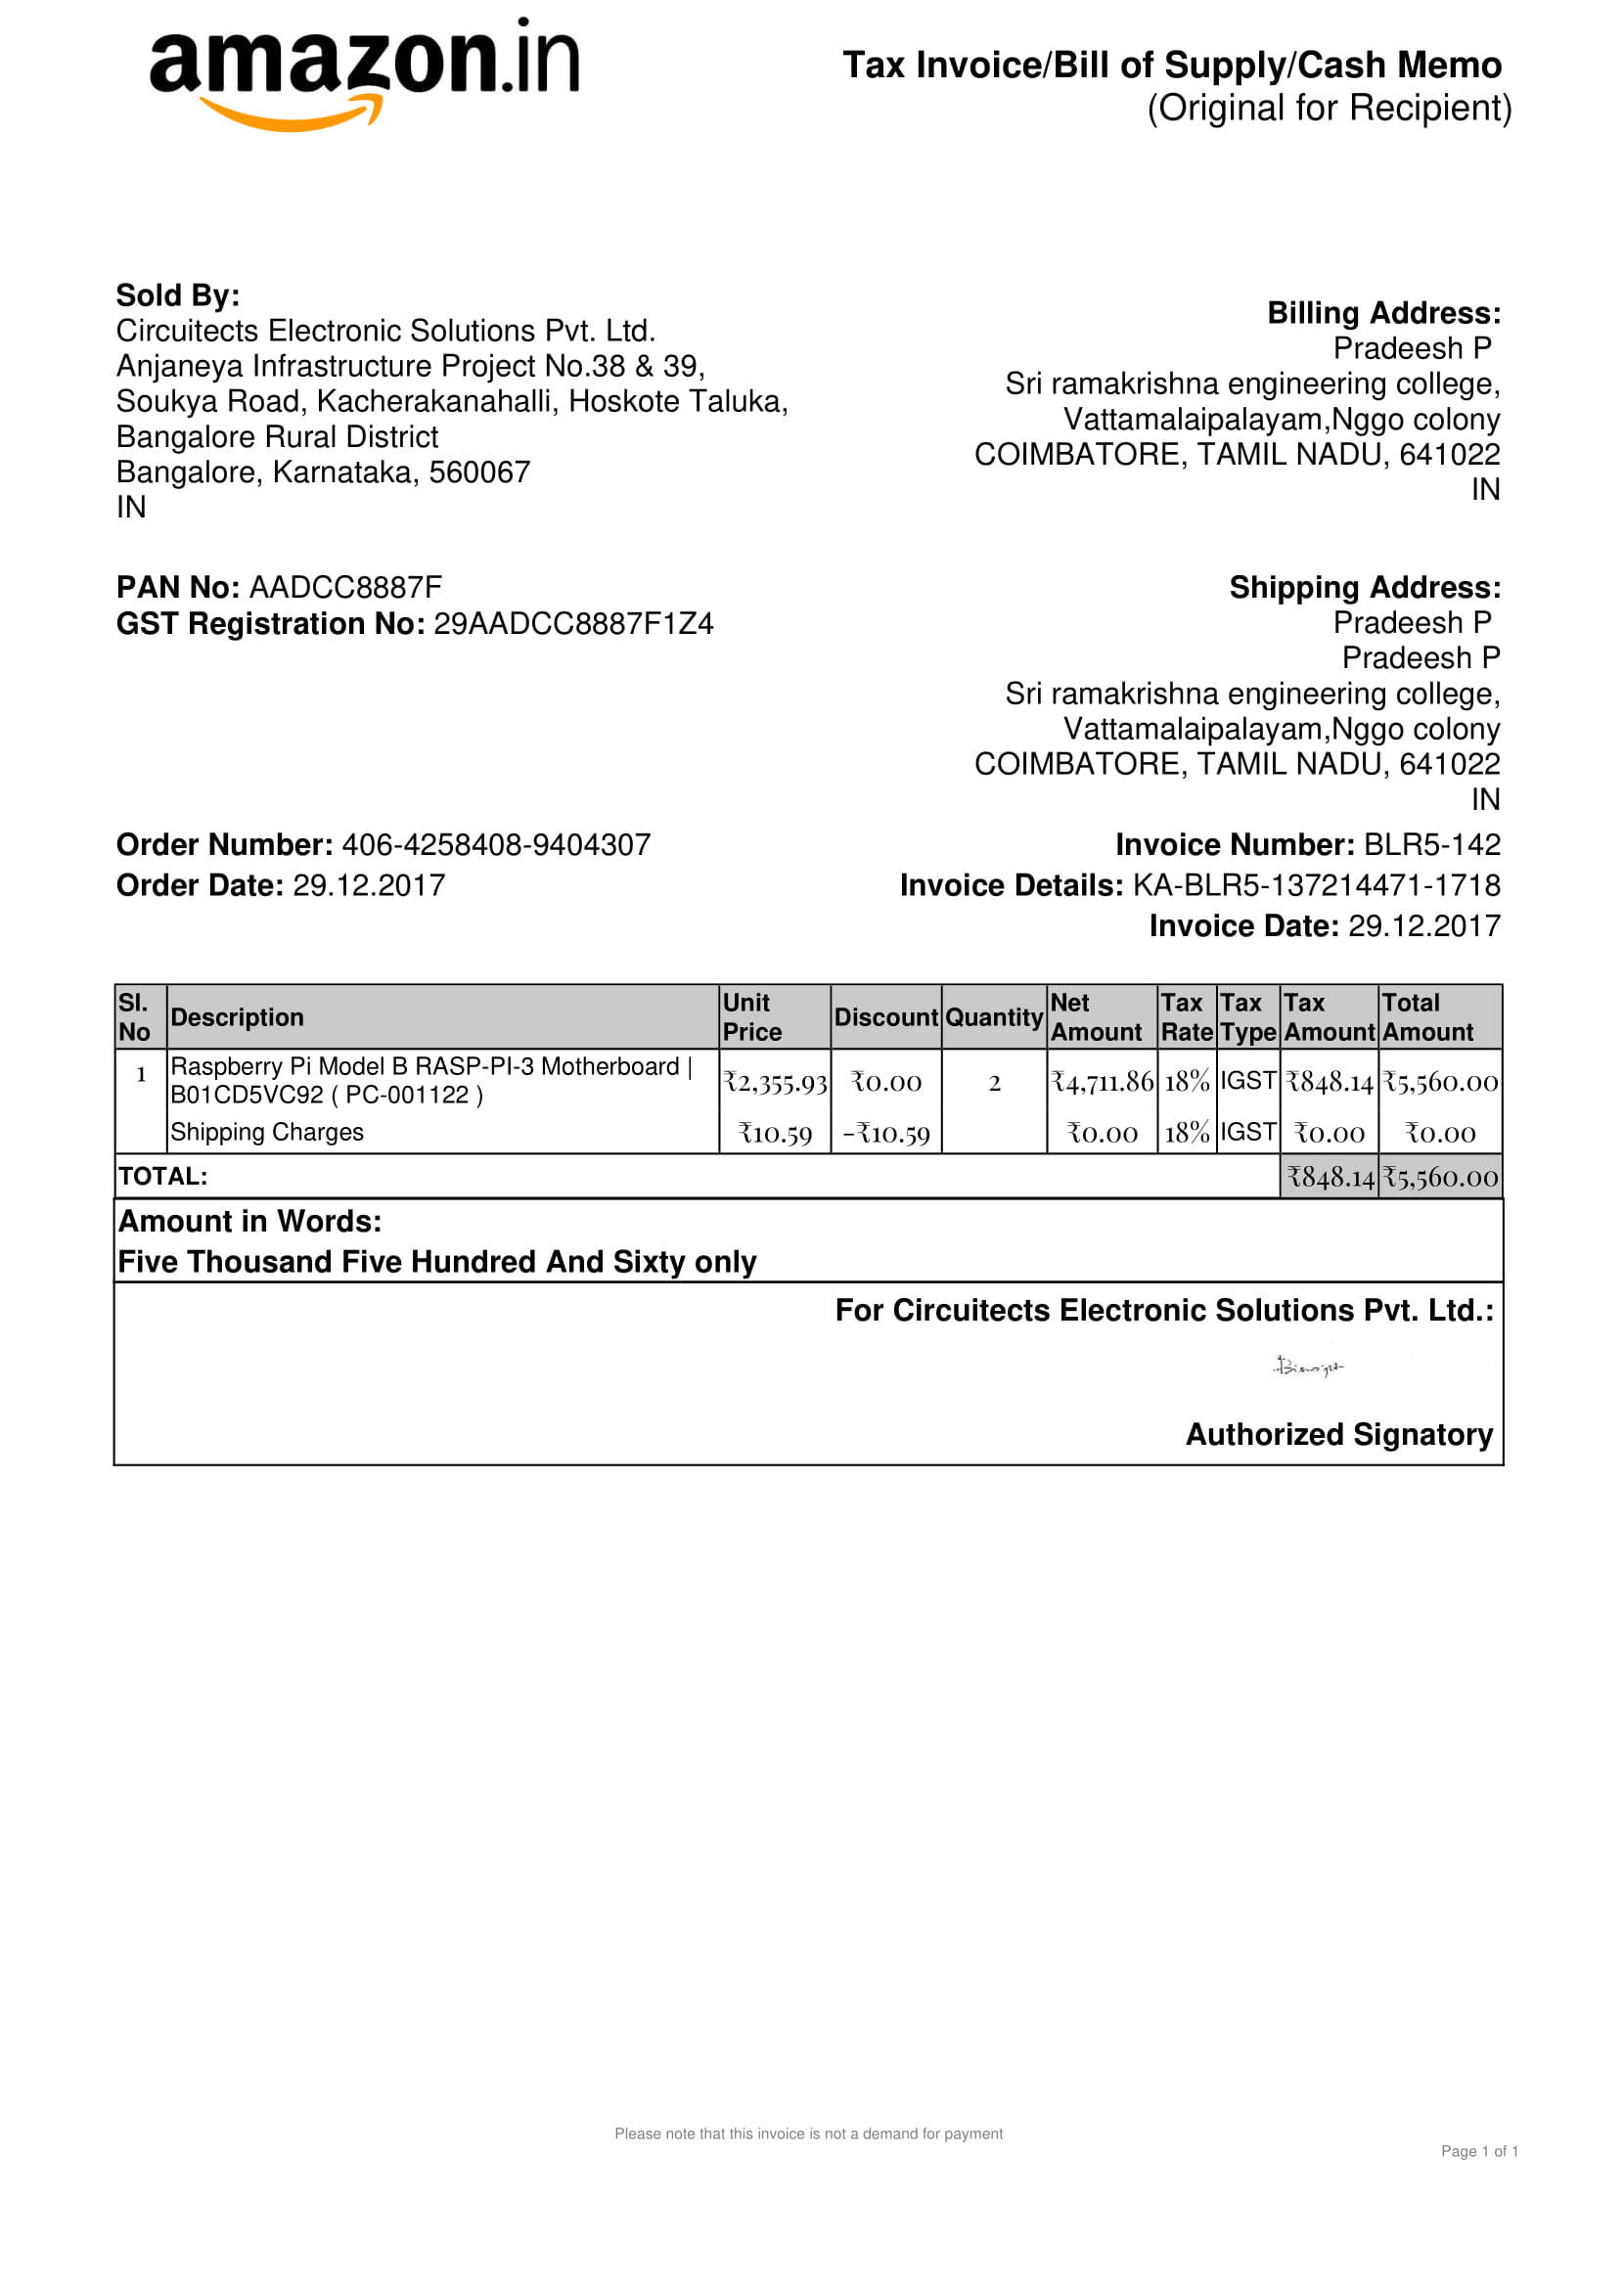 amazon.in
Tax Invoice/Bill of Supply/Cash Memo
(Original for Recipient)
Sold By:
Circuitects Electronic Solutions Pvt. Ltd.
Anjaneya Infrastructure Project No.38 & 39,
Soukya Road, Kacherakanahalli, Hoskote Taluka,
Bangalore Rural District
Bangalore, Karnataka, 560067
IN
Billing Address:
Pradeesh P
Sri ramakrishna engineering college,
Vattamalaipalayam,Nggo colony
COIMBATORE, TAMIL NADU, 641022
IN
PAN No: AADCC8887F
GST Registration No: 29AADCC8887F1Z4
Shipping Address:
Pradeesh P
Pradeesh P
Sri ramakrishna engineering college,
Vattamalaipalayam,Nggo colony
COIMBATORE, TAMIL NADU, 641022
IN
Order Number: 406-4258408-9404307
Order Date: 29.12.2017
Invoice Number: BLR5-142
Invoice Details: KA-BLR5-137214471-1718
Invoice Date: 29.12.2017
Sl. No Description Unit Price Discount Quantity Net Amount Tax Rate Tax Type Tax Amount Total Amount
1 Raspberry Pi Model B RASP-PI-3 Motherboard |
B01CD5VC92 ( PC-001122 ) ₹2,355.93 ₹0.00 2 ₹4,711.86 18% IGST ₹848.14 ₹5,560.00
Shipping Charges ₹10.59 -₹10.59 ₹0.00 18% IGST ₹0.00 ₹0.00
TOTAL: ₹848.14 ₹5,560.00
Amount in Words:
Five Thousand Five Hundred And Sixty only
For Circuitects Electronic Solutions Pvt. Ltd.:
Authorized Signatory
Please note that this invoice is not a demand for payment
Page 1 of 1